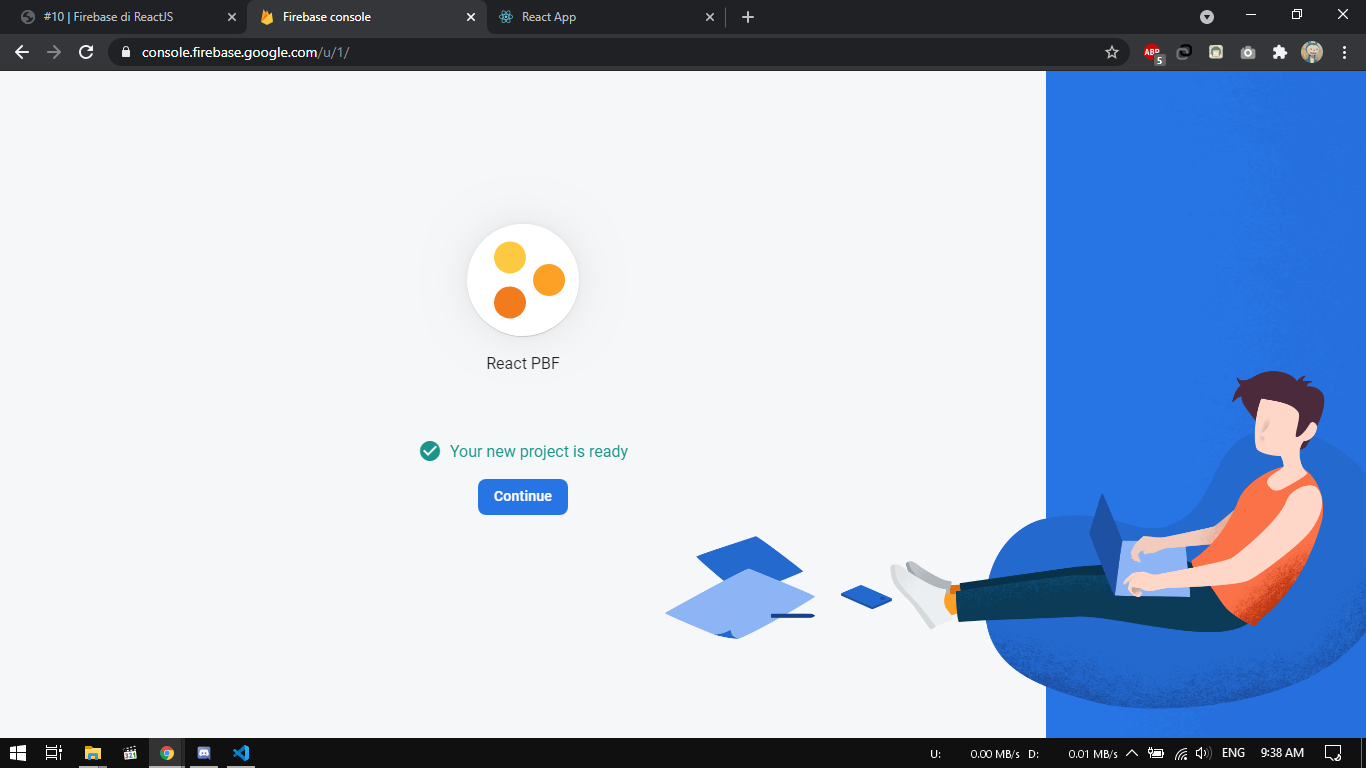 #10 | Firebase di ReactJS
Firebase console
React App
console.firebase.google.com/u/1/
ABP
5
React PBF
Your new project is ready
Continue
U: 0.00 MB/s D: 0.01 MB/s
ENG
9:38 AM